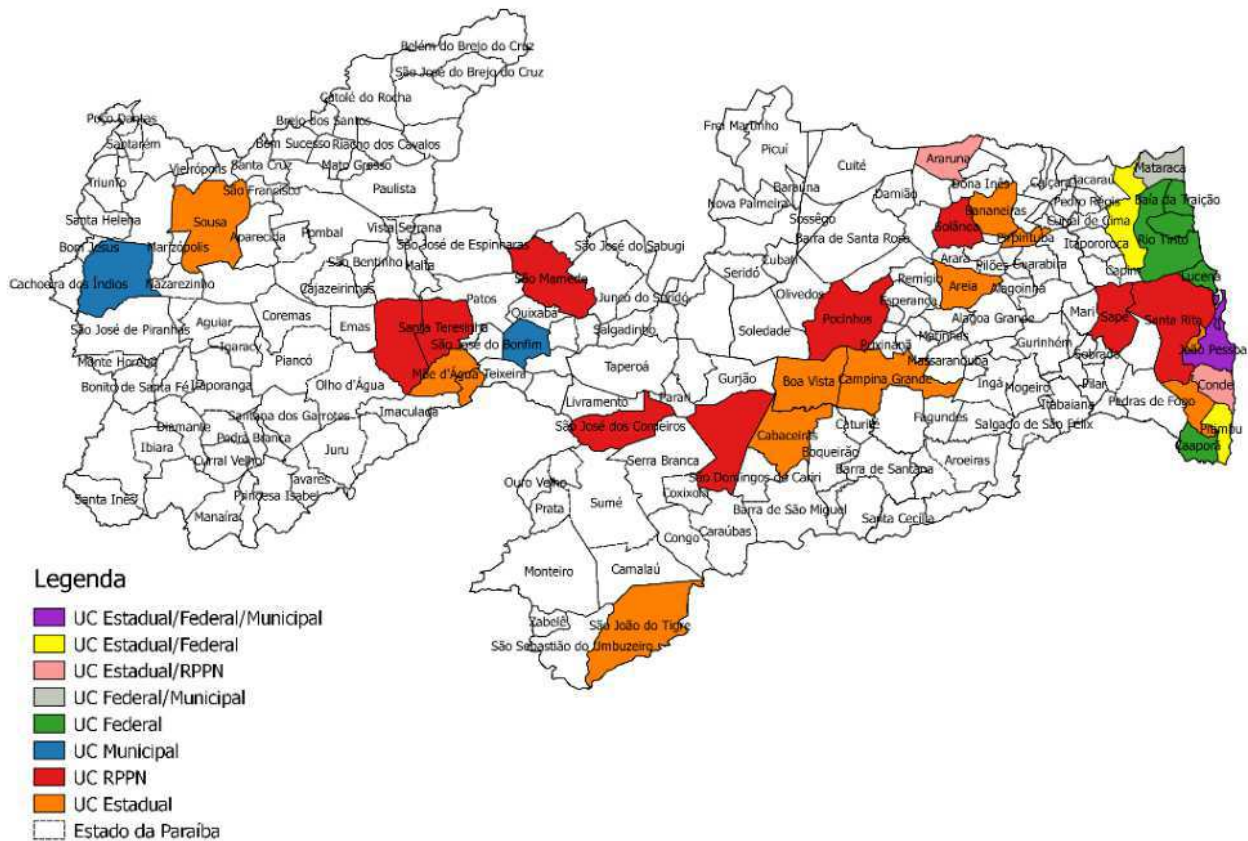 Belém do Brejo do Cruz
São José do Brejo do Cruz
Catolé do Rocha
Poço Dantas
Brejo dos Santos
Santarém
Bom Sucesso
Riacho dos Cavalos
Vieirópolis
Santa Cruz
Mato Grosso
Triunfo
São Francisco
Paulista
Santa Helena
Sousa
Vista Serrana
Bom Jesus
Marizópolis
Aparecida
Pombal
São José de Espinharas
São Bentinho
Malta
Cachoeira dos Índios
Nazarezinho
Cajazeirinhas
São José de Piranhas
Aguiar
Coremas
Emas
Santa Teresinha
Patos
São Mamede
São José do Sabugi
Quixabá
Junco do Seridó
Salgadinho
São José do Bonfim
Monte Horebe
Igaracy
Piancó
Mãe d'Água
Teixeira
Taperoá
Bonito de Santa Fé
Itaporanga
Olho d'Água
Imaculada
Livramento
Parari
Gurjão
Santana dos Garrotes
Diamante
Pedra Branca
Ibiara
Curral Velho
Juru
São José dos Cordeiros
Tavares
Santa Inês
Princesa Isabel
Manaíra
Frei Martinho
Picuí
Cuité
Araruna
Baraúna
Nova Palmeira
Damião
Dona Inês
Caiçara
Jacaraú
Mataraca
Sossêgo
Bananeiras
Pedro Régis
Baía da Traição
Barra de Santa Rosa
Solânca
Curral de Cima
Pirpirituba
Rio Tinto
Cubati
Arara
Itapororoca
Seridó
Remígio
Pilões
Guarabira
Capim
Lucena
Olivedos
Esperança
Areia
Alagoinha
Soledade
Pocinhos
Alagoa Grande
Mari
Sapé
Santa Rita
Puxinanã
Matinhas
Gurinhém
João Pessoa
Massaranduba
Sobrado
Boa Vista
Campina Grande
Ingá
Mogeiro
Pilar
Conde
Itabaiana
Pedras de Fogo
Cabaceiras
Caturité
Fagundes
Salgado de São Félix
Pitimbu
Boqueirão
Caaporã
Serra Branca
São Domingos de Cariri
Barra de Santana
Aroeiras
Ouro Velho
Coxixola
Prata
Sumé
Barra de São Miguel
Santa Cecília
Caraúbas
Congo
Monteiro
Camalaú
Zabelê
São João do Tigre
São Sebastião do Umbuzeiro
Legenda
UC Estadual/Federal/Municipal
UC Estadual/Federal
UC Estadual/RPPN
UC Federal/Municipal
UC Federal
UC Municipal
UC RPPN
UC Estadual
Estado da Paraíba